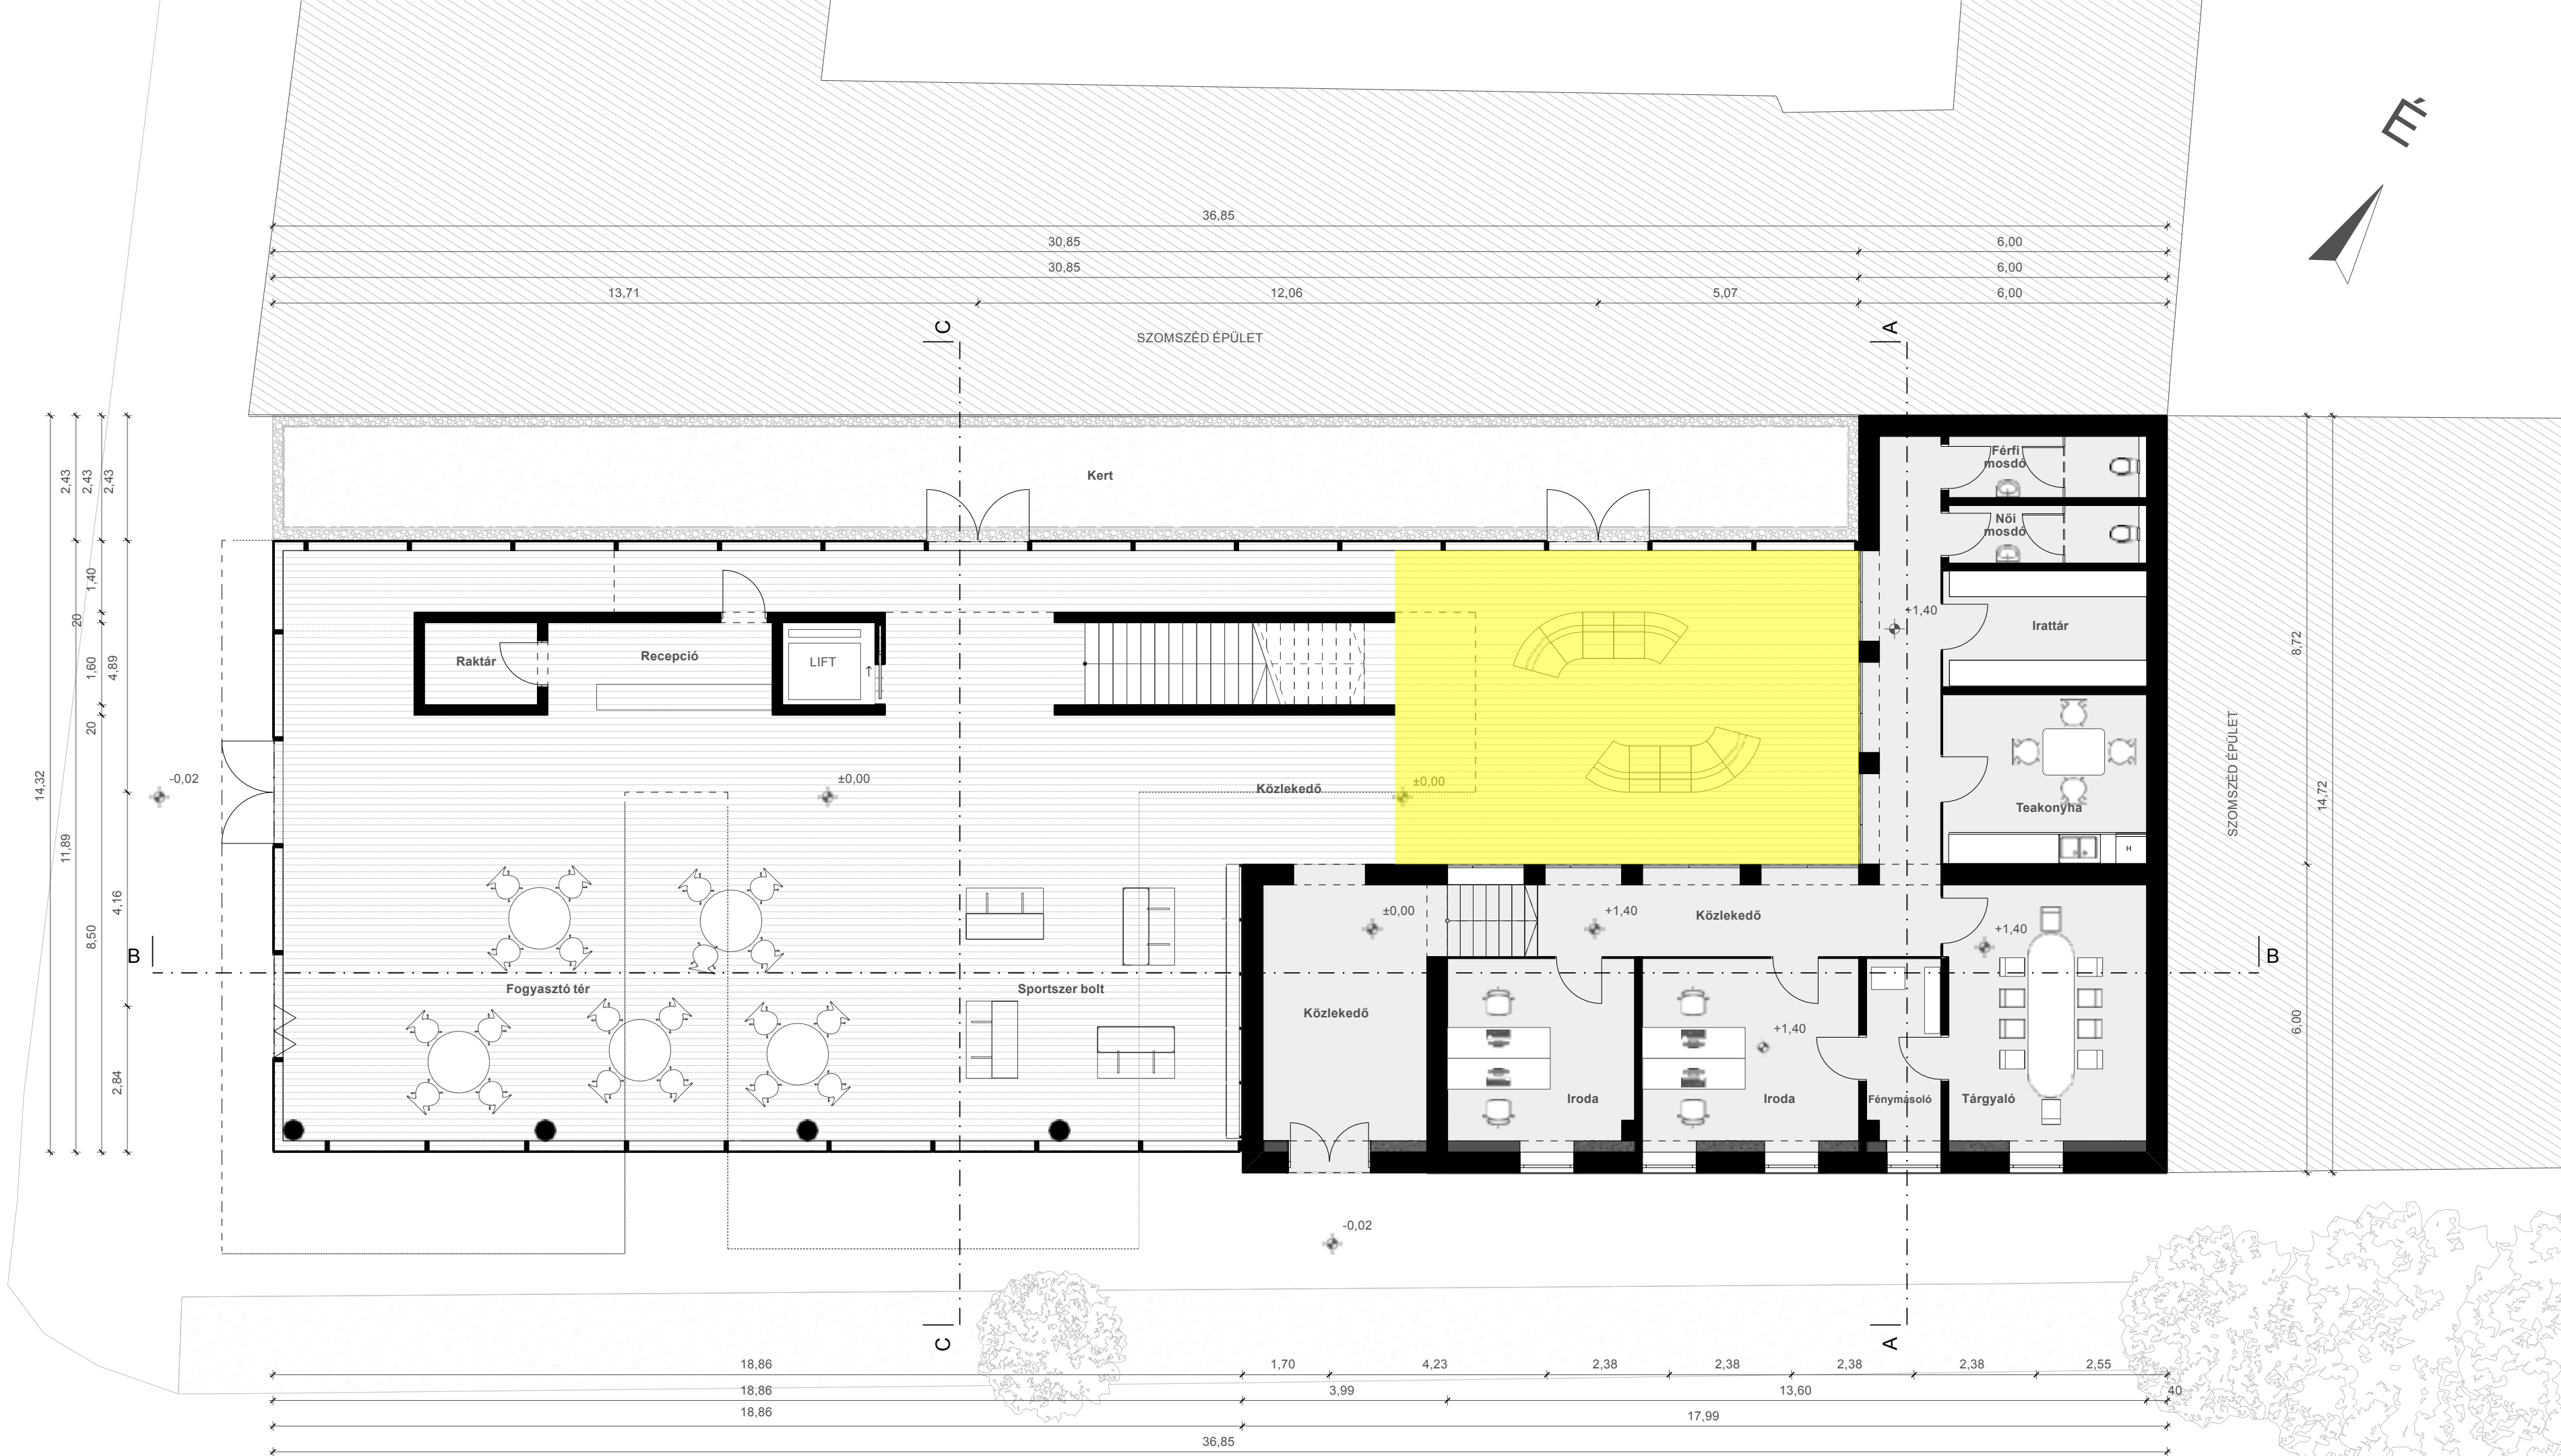 É
36,85
30,85
6,00
30,85
6,00
13,71
12,06
5,07
6,00
C
A
SZOMSZÉD ÉPÜLET
2,43
2,43
2,43
Kert
Férfi
mosdó
Női
mosdó
1,40
20
+1,40
Irattár
1,60
4,89
Raktár
Recepció
LIFT
8,72
20
SZOMSZÉD ÉPÜLET
14,32
-0,02
±0,00
Közlekedő
±0,00
14,72
Teakonyha
H
11,89
4,16
8,50
±0,00
+1,40
Közlekedő
+1,40
B
B
Fogyasztó tér
Sportszer bolt
Közlekedő
+1,40
6,00
2,84
Iroda
Iroda
Fénymásoló
Tárgyaló
-0,02
C
A
18,86
1,70
4,23
2,38
2,38
2,38
2,38
2,55
18,86
3,99
13,60
40
18,86
17,99
36,85